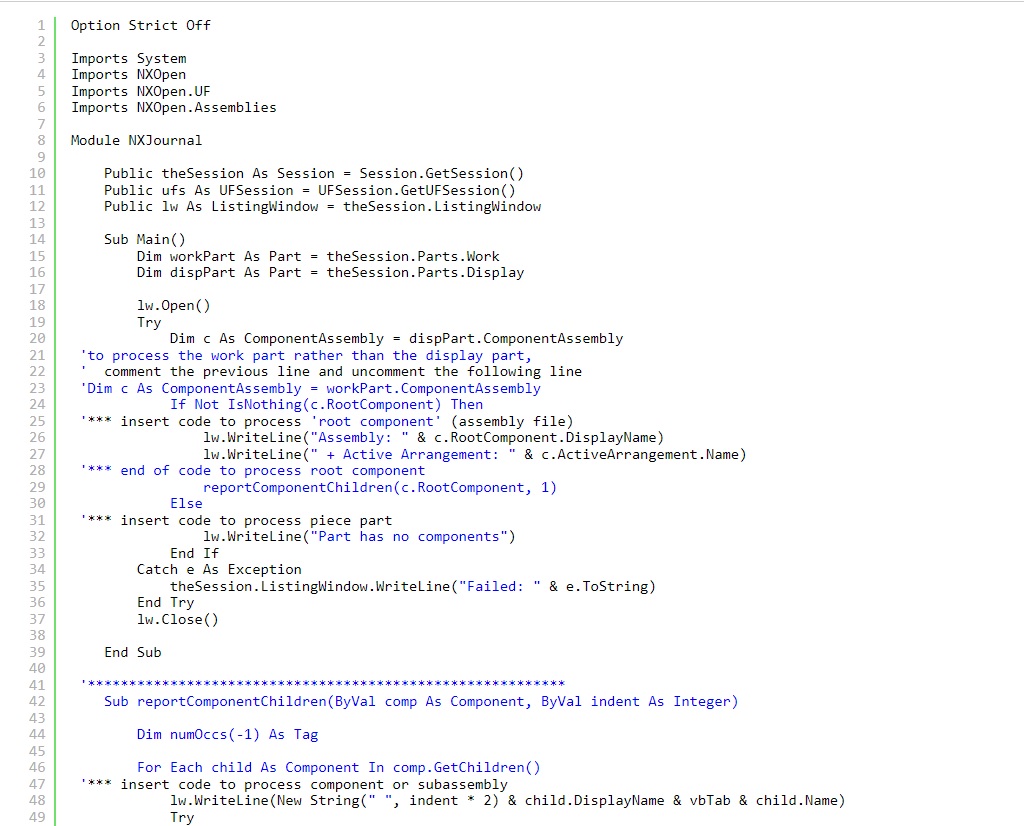 1 Option Strict Off
2
3 Imports System
4 Imports NXOpen
5 Imports NXOpen.UF
6 Imports NXOpen.Assemblies
7
8 Module NXJournal
9
10     Public theSession As Session = Session.GetSession()
11     Public ufs As UFSession = UFSession.GetUFSession()
12     Public lw As ListingWindow = theSession.ListingWindow
13
14     Sub Main()
15         Dim workPart As Part = theSession.Parts.Work
16         Dim dispPart As Part = theSession.Parts.Display
17
18         lw.Open()
19         Try
20             Dim c As ComponentAssembly = dispPart.ComponentAssembly
21  'to process the work part rather than the display part,
22  '  comment the previous line and uncomment the following line
23  'Dim c As ComponentAssembly = workPart.ComponentAssembly
24             If Not IsNothing(c.RootComponent) Then
25  '*** insert code to process 'root component' (assembly file)
26                 lw.WriteLine("Assembly: " & c.RootComponent.DisplayName)
27                 lw.WriteLine(" + Active Arrangement: " & c.ActiveArrangement.Name)
28  '*** end of code to process root component
29                 reportComponentChildren(c.RootComponent, 1)
30             Else
31  '*** insert code to process piece part
32                 lw.WriteLine("Part has no components")
33             End If
34         Catch e As Exception
35             theSession.ListingWindow.WriteLine("Failed: " & e.ToString)
36         End Try
37         lw.Close()
38
39     End Sub
40
41  '**********************************************************
42     Sub reportComponentChildren(ByVal comp As Component, ByVal indent As Integer)
43
44         Dim numOccs(-1) As Tag
45
46         For Each child As Component In comp.GetChildren()
47  '*** insert code to process component or subassembly
48             lw.WriteLine(New String(" ", indent * 2) & child.DisplayName & vbTab & child.Name)
49             Try